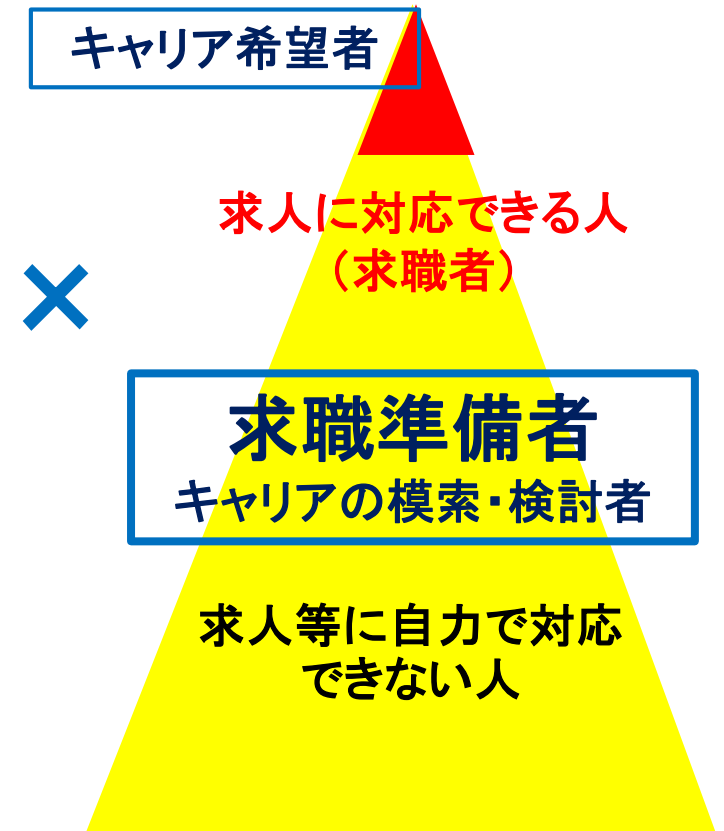 キャリア希望者
求人に対応できる人
（求職者）
×
求職準備者
キャリアの模索・検討者
求人等に自力で対応
できない人